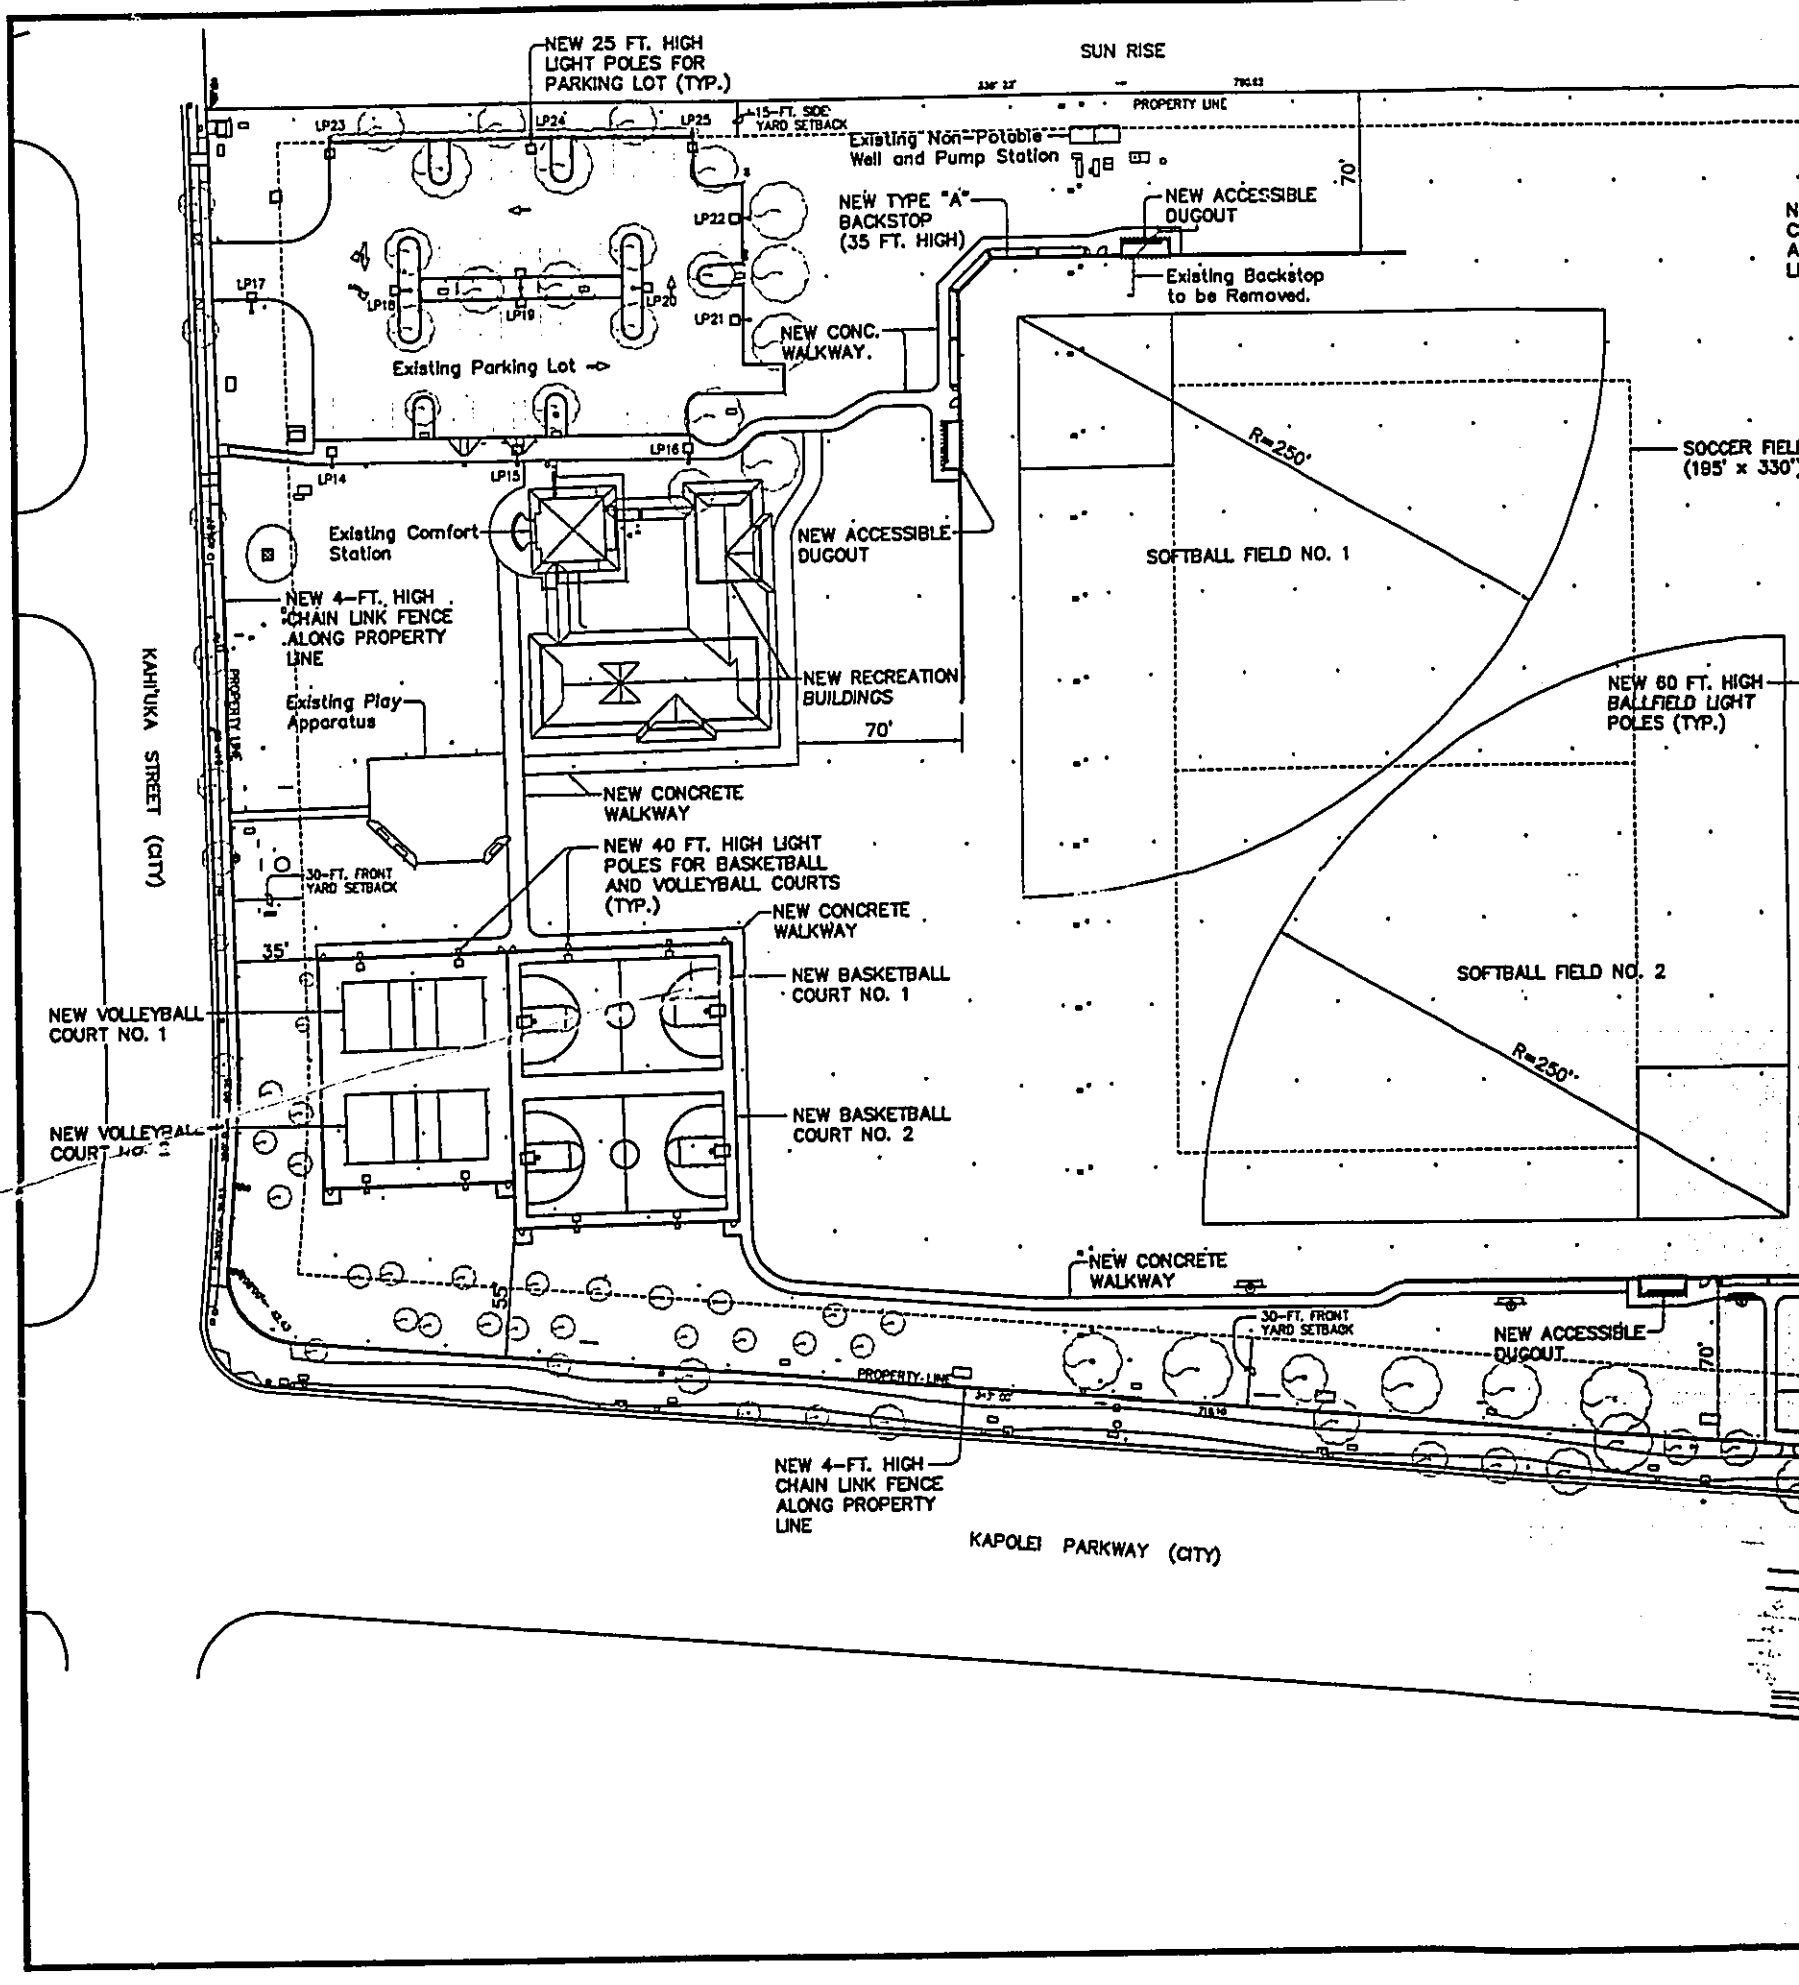 NEW 25 FT. HIGH
LIGHT POLES FOR
PARKING LOT (TYP.)
SUN RISE
790.63
PROPERTY LINE
15-FT. SIDE
YARD SETBACK
LP23
LP24
LP25
Existing Non-Potable
Well and Pump Station
70'
NEW TYPE "A"
BACKSTOP
(35 FT. HIGH)
NEW ACCESSIBLE
DUGOUT
LP22
Existing Backstop
to be Removed.
LP17
LP18
LP19
LP20
LP21
NEW CONC.
WALKWAY.
Existing Parking Lot
R=250'
SOCCER FIEL
(195' x 330')
LP14
LP15
LP16
Existing Comfort
Station
NEW ACCESSIBLE
DUGOUT
SOFTBALL FIELD NO. 1
NEW 4-FT. HIGH
CHAIN LINK FENCE
ALONG PROPERTY
LINE
KAHI'UKA STREET (CITY)
PROPERTY LINE
NEW RECREATION
BUILDINGS
Existing Play
Apparatus
70'
NEW 60 FT. HIGH
BALLFIELD LIGHT
POLES (TYP.)
NEW CONCRETE
WALKWAY
NEW 40 FT. HIGH LIGHT
POLES FOR BASKETBALL
AND VOLLEYBALL COURTS
(TYP.)
30-FT. FRONT
YARD SETBACK
NEW CONCRETE
WALKWAY
35'
NEW BASKETBALL
COURT NO. 1
SOFTBALL FIELD NO. 2
NEW VOLLEYBALL
COURT NO. 1
R=250'
NEW BASKETBALL
COURT NO. 2
NEW VOLLEYBALL
COURT NO.
NEW CONCRETE
WALKWAY
55'
30-FT. FRONT
YARD SETBACK
NEW ACCESSIBLE
DUGOUT
70'
PROPERTY LINE
NEW 4-FT. HIGH
CHAIN LINK FENCE
ALONG PROPERTY
LINE
KAPOLEI PARKWAY (CITY)